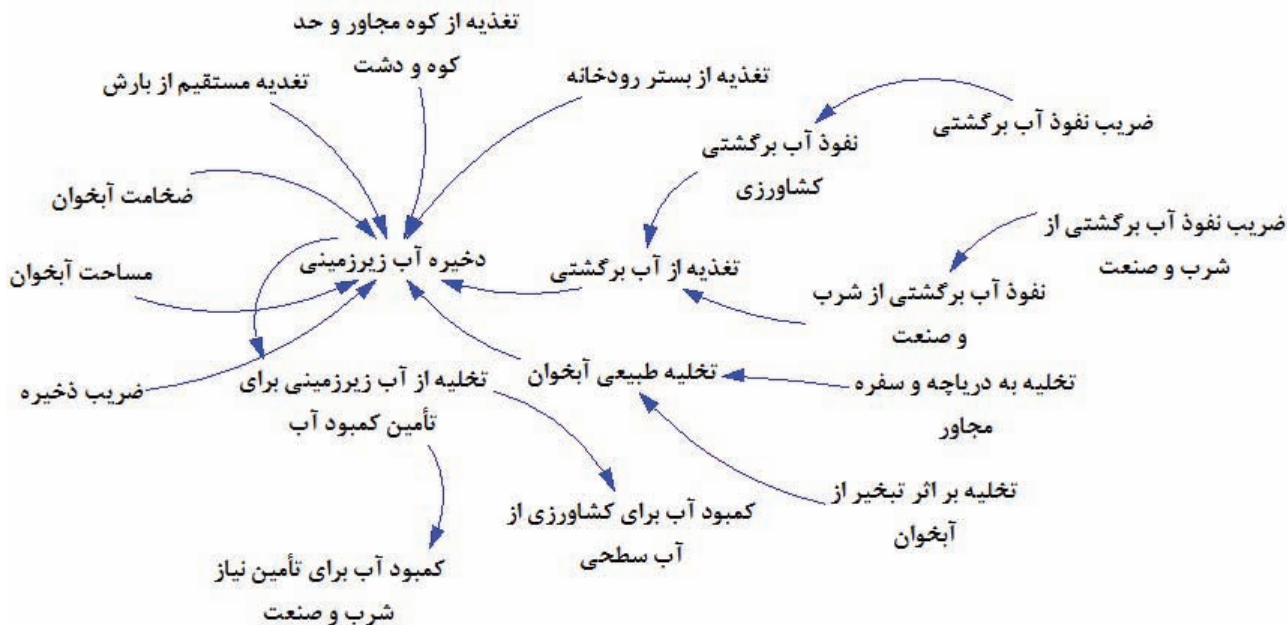 تغذیه از کوه مجاور و حد
کوه و دشت
تغذیه از بستر رودخانه
تغدیه مستقیم از بارش
ضریب نفوذ آب برگشتی
نفوذ آب برگشتی
کشاورزی
ضخامت آبخوان
ضریب نفوذ آب برگشتی از
شرب و صنعت
دخیره آب زیرزمینی
تغذیه از آب برگشتی
مساحت آبخوان
نفوذ آب برگشتی از شرب
و صنعت
تخلیه به دریاچه و سفره
مجاور
تخلیه طبیعی آبخوان
تخلیه از آب زیرزمینی برای
تأمین کمبود آب
ضریب ذخیره
تخلیه بر اثر تبخیر از
آبخوان
کمبود آب برای کشاورزی از
آب سطحی
کمبود آب برای تأمین نیاز
شرب و صنعت